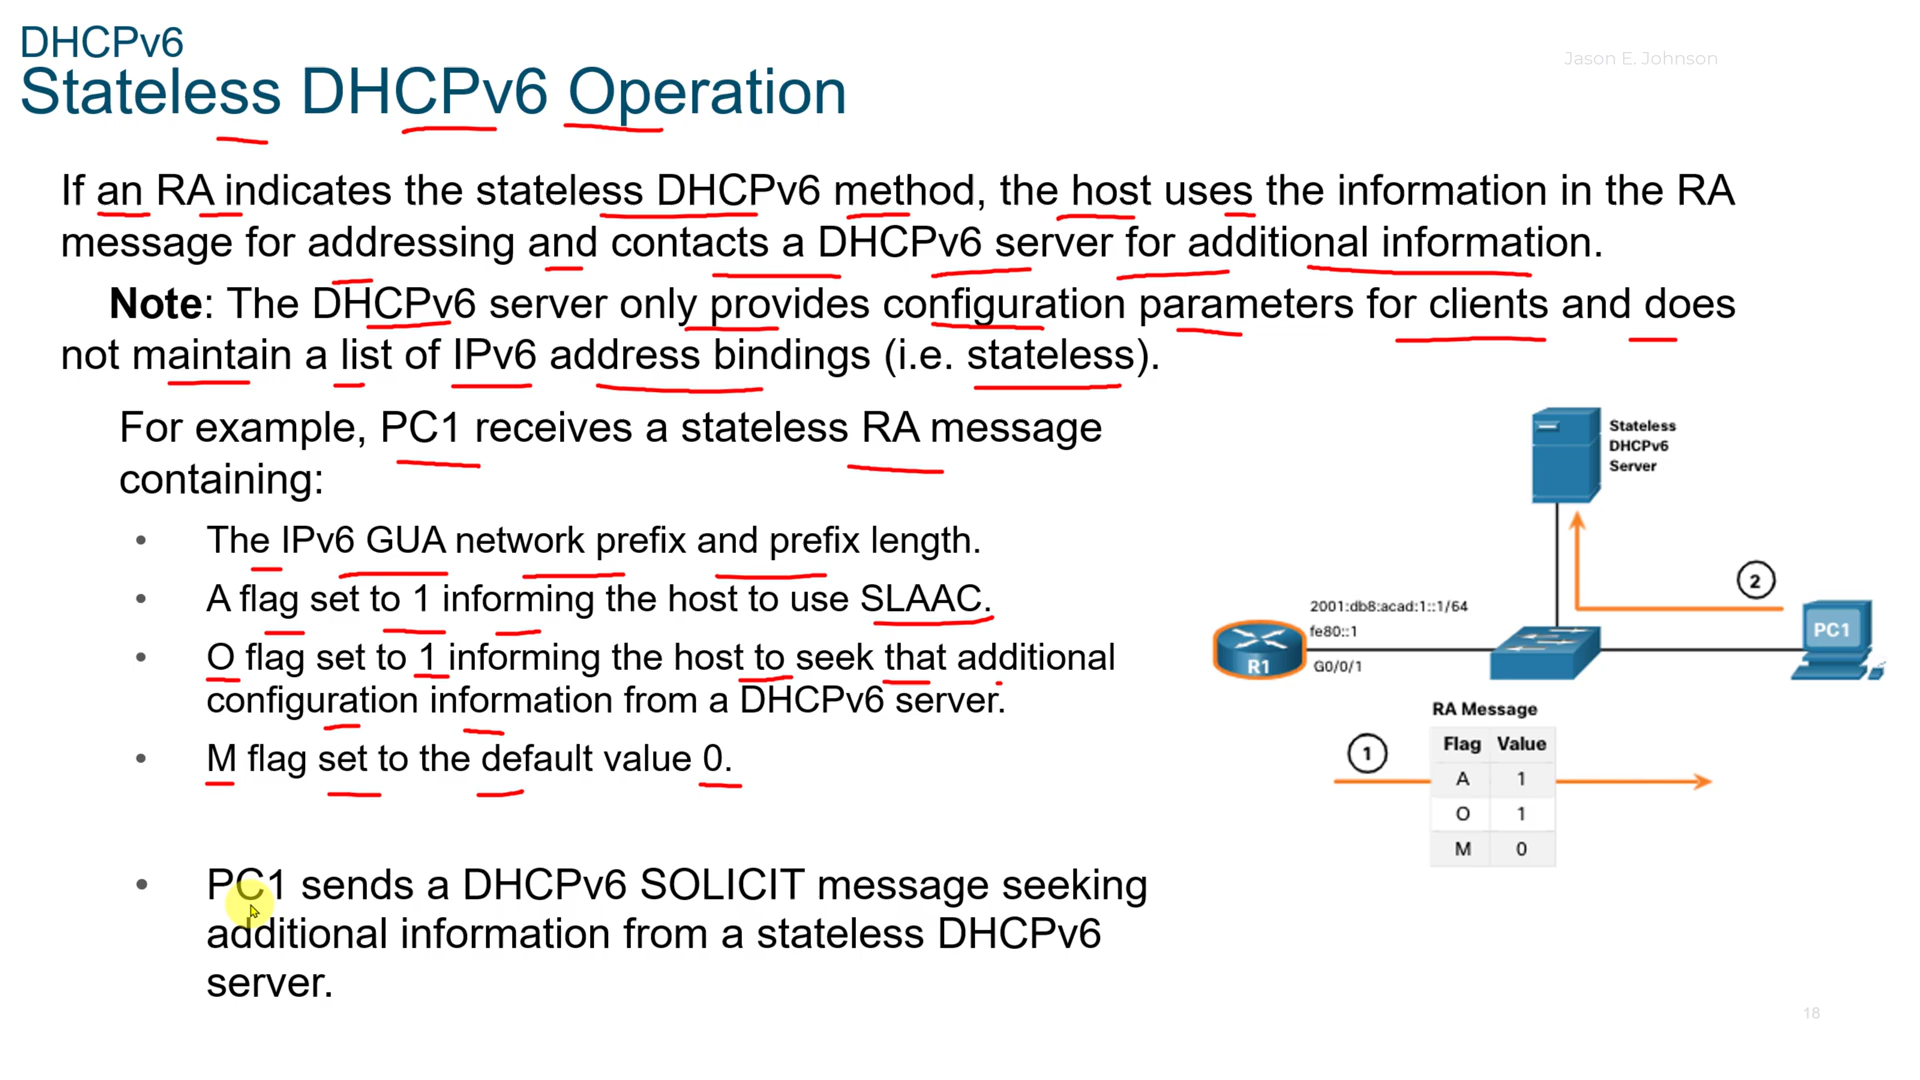 DHCPv6
Jason E. Johnson
Stateless DHCPv6 Operation
If an RA indicates the stateless DHCPv6 method, the host uses the information in the RA
message for addressing and contacts a DHCPv6 server for additional information.
Note: The DHCPv6 server only provides configuration parameters for clients and does
not maintain a list of IPv6 address bindings (i.e. stateless).
For example, PC1 receives a stateless RA message
containing:
• The IPv6 GUA network prefix and prefix length.
• A flag set to 1 informing the host to use SLAAC.
• O flag set to 1 informing the host to seek that additional
configuration information from a DHCPv6 server.
• M flag set to the default value 0.
• PC1 sends a DHCPv6 SOLICIT message seeking
additional information from a stateless DHCPv6
server.
Stateless
DHCPv6
Server
2
2001:db8:acad:1::1/64
fe80::1
G0/0/1
R1
PC1
RA Message
1
Flag Value
A 1
O 1
M 0
18